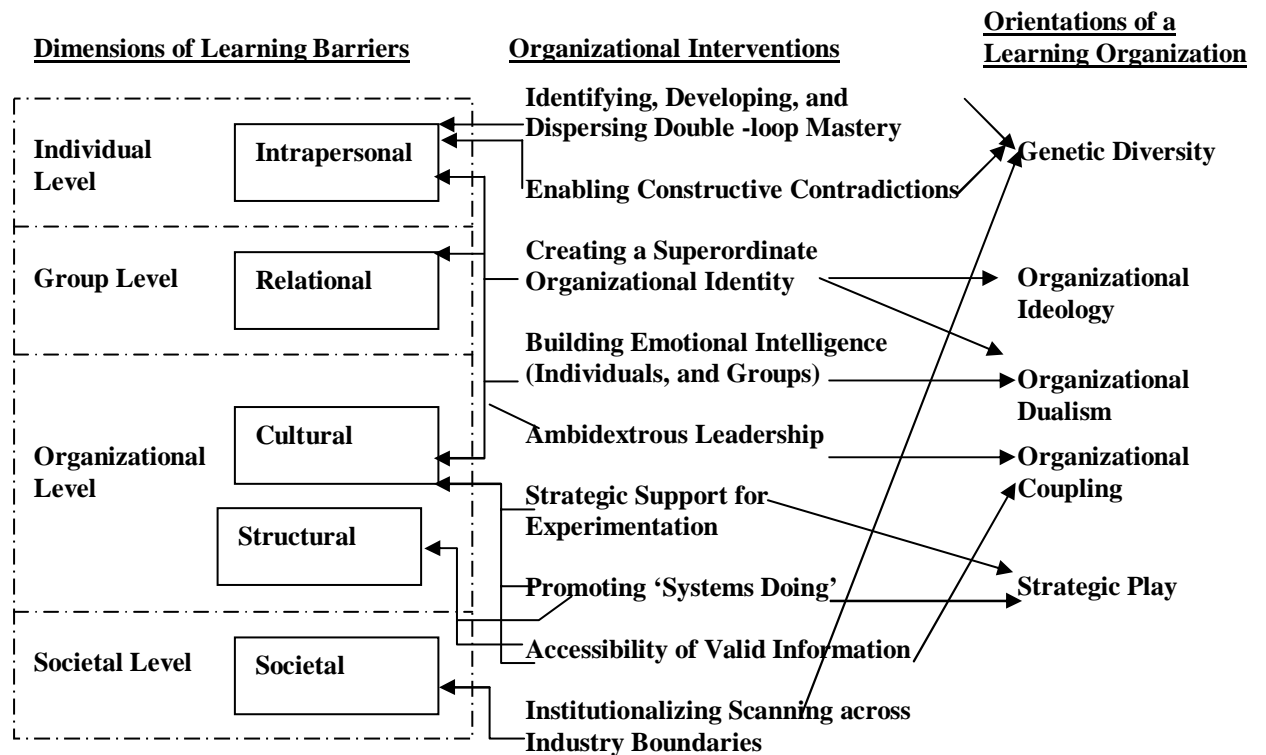 Dimensions of Learning Barriers
Individual
Level
Intrapersonal
Group Level
Relational
Organizational
Level
Cultural
Structural
Societal Level
Societal
Organizational Interventions
Identifying, Developing, and
Dispersing Double -loop Mastery
Enabling Constructive Contradictions
Creating a Superordinate
Organizational Identity
Building Emotional Intelligence
(Individuals, and Groups)
Ambidextrous Leadership
Strategic Support for
Experimentation
Promoting ‘Systems Doing’
Accessibility of Valid Information
Institutionalizing Scanning across
Industry Boundaries
Orientations of a
Learning Organization
Genetic Diversity
Organizational
Ideology
Organizational
Dualism
Organizational
Coupling
Strategic Play